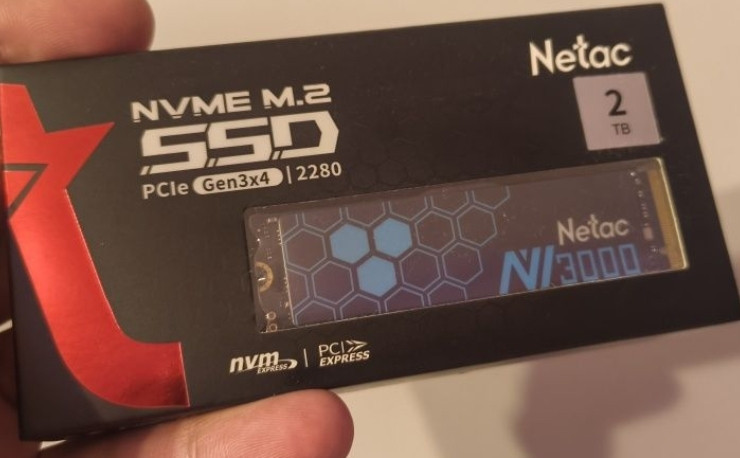 Netac
2
TB
NVME M.2
SSD
PCIe Gen3x4 | 2280
Netac
NV3000
nvm
EXPRESS
PCI
EXPRESS